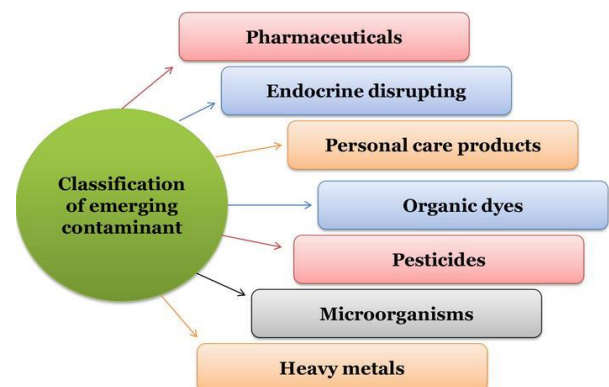 Pharmaceuticals
Endocrine disrupting
Personal care products
Classification
of emerging
contaminant
Organic dyes
Pesticides
Microorganisms
Heavy metals